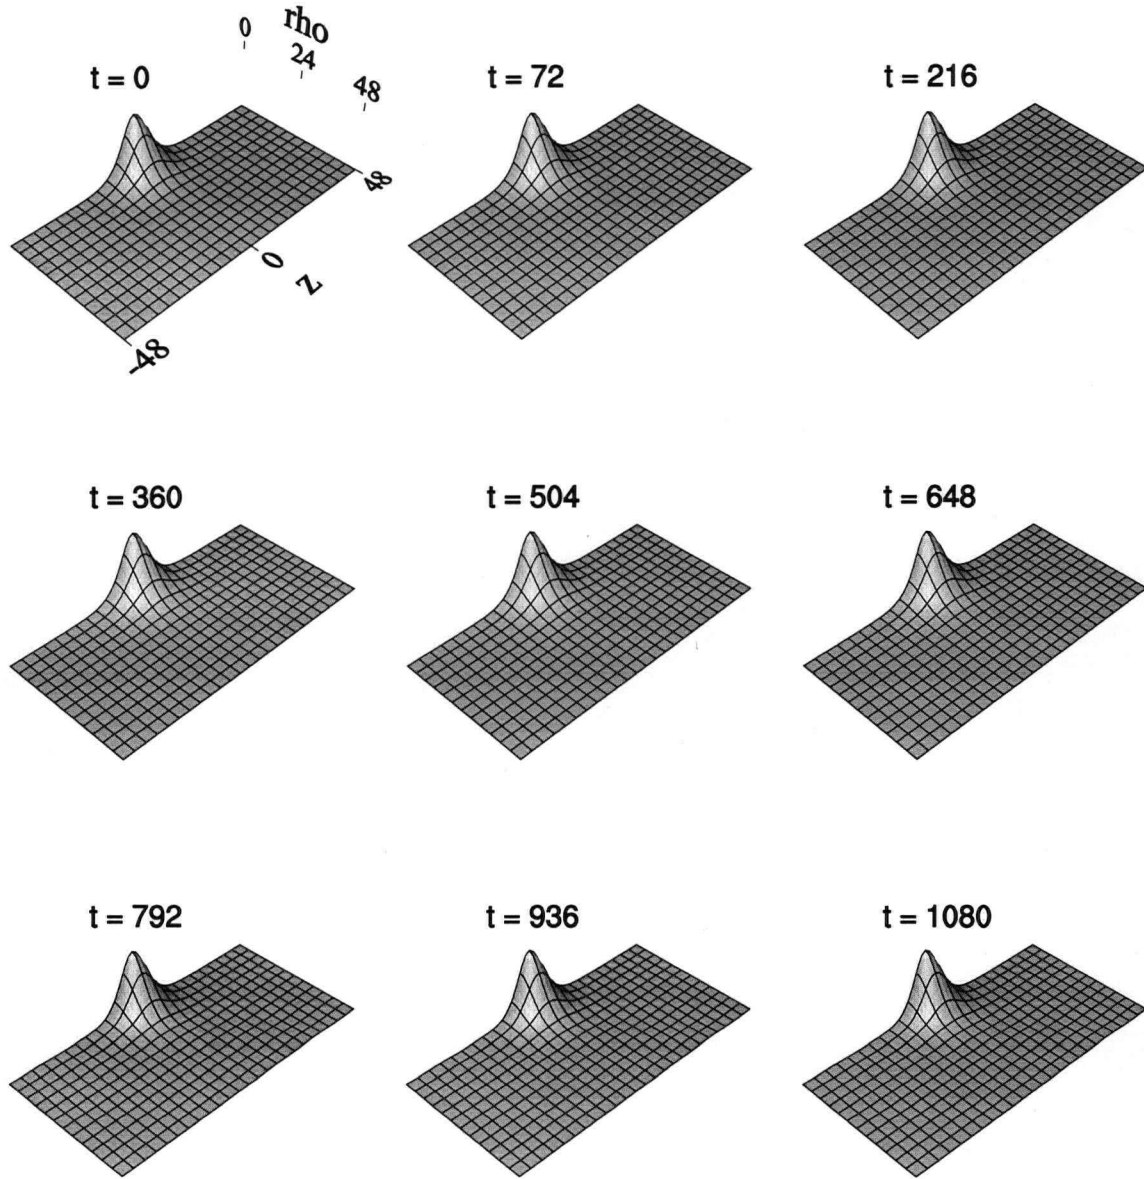 0
rho
24
48
t = 0
t = 72
t = 216
48
0
Z
-48
t = 360
t = 504
t = 648
t = 792
t = 936
t = 1080